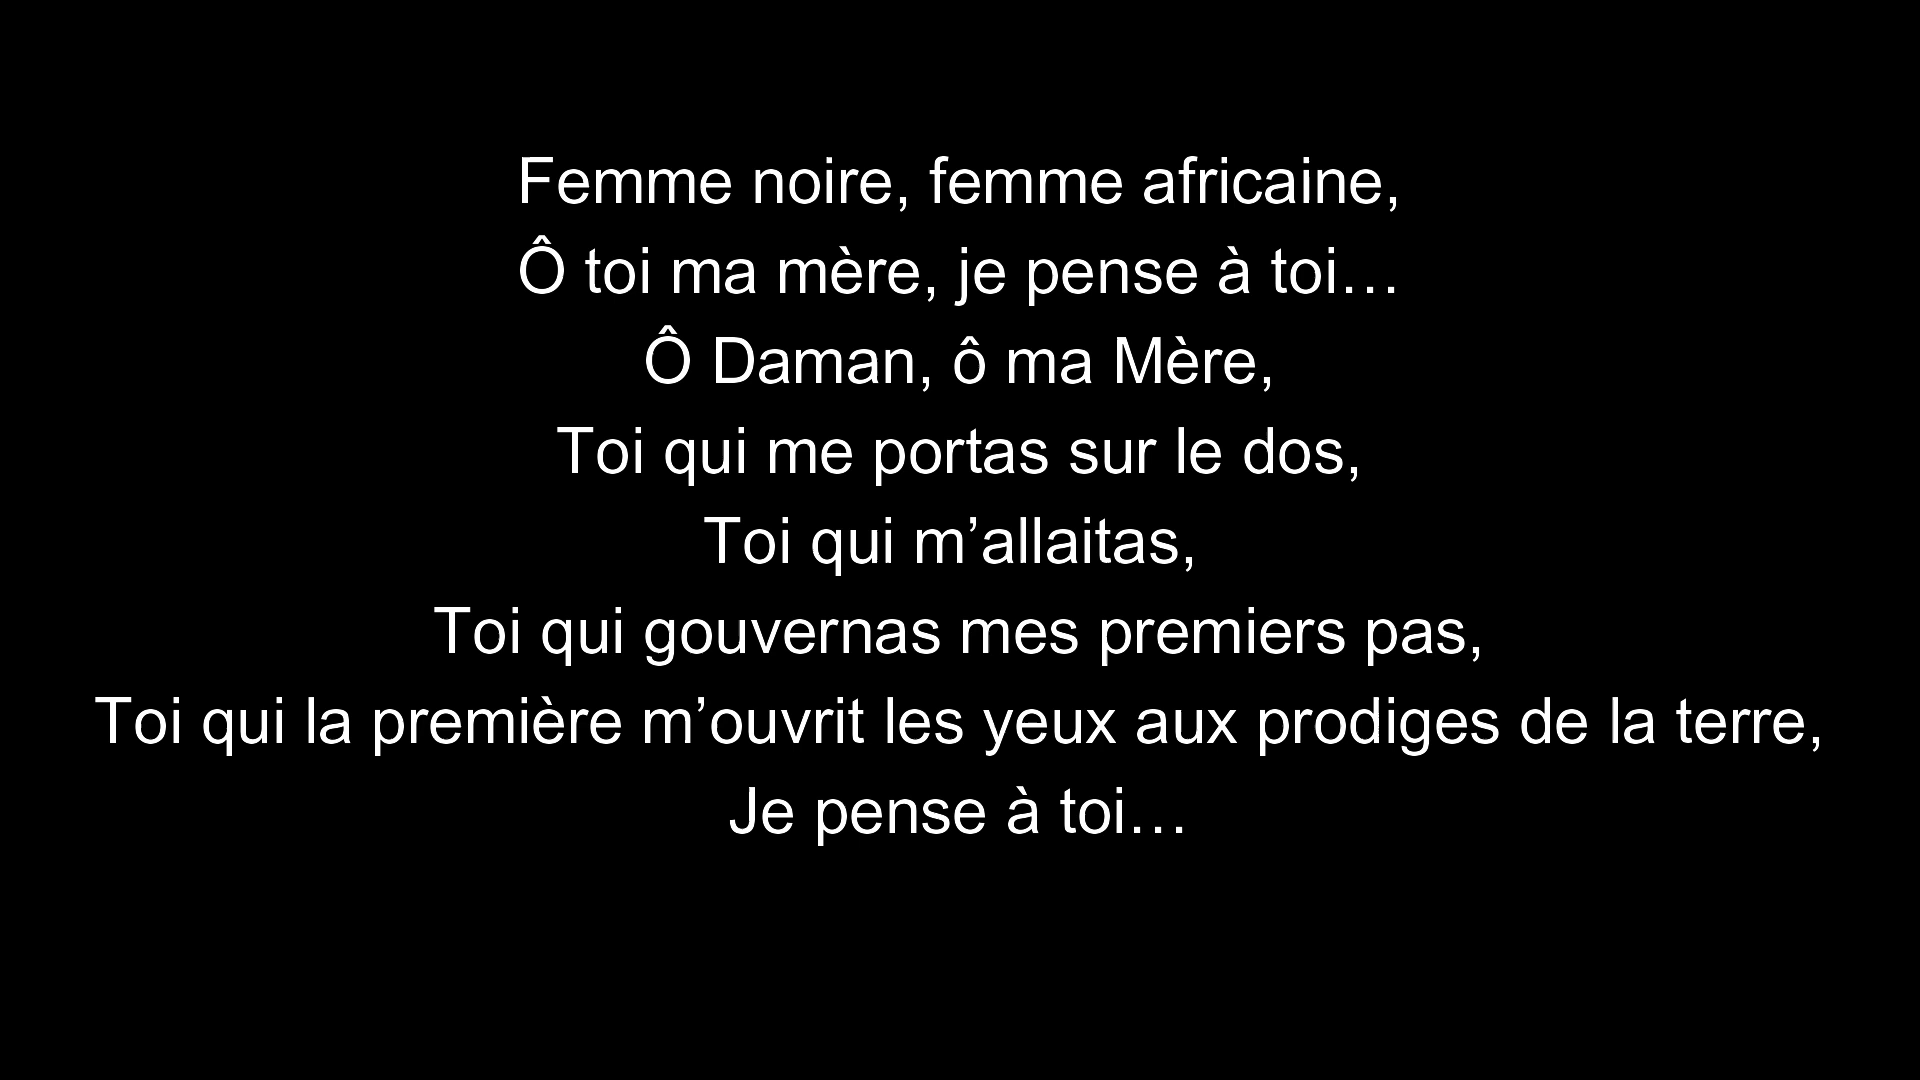 Femme noire, femme africaine,
Ô toi ma mère, je pense à toi…
Ô Daman, ô ma Mère,
Toi qui me portas sur le dos,
Toi qui m’allaitas,
Toi qui gouvernas mes premiers pas,
Toi qui la première m’ouvrit les yeux aux prodiges de la terre,
Je pense à toi…